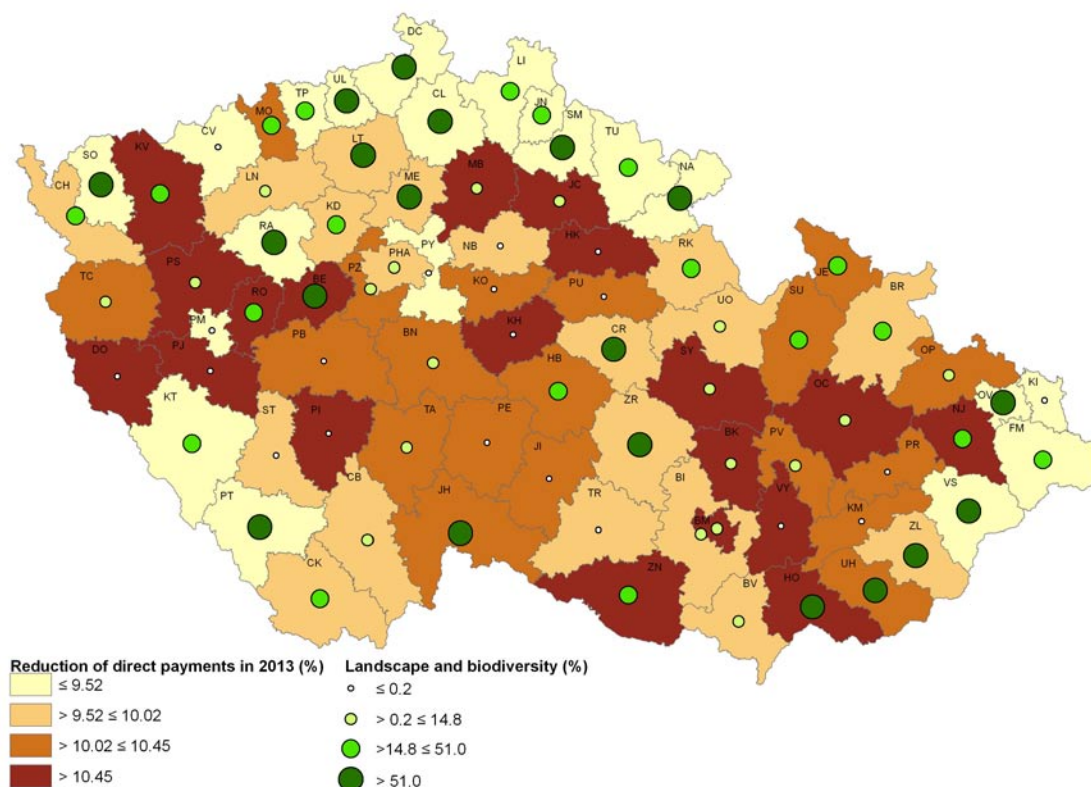 DC
LI
TP
UL
CL
JN
SM
MO
TU
CV
KV
SO
LT
NA
CH
LN
ME
MB
JC
KD
RA
PY
NB
HK
PHA
RK
TC
PS
PZ
BE
RO
KO
PU
JE
BR
SU
UO
PM
PB
BN
CR
KH
DO
PJ
HB
SY
OP
KI
OV
OC
KT
ST
PI
TA
PE
ZR
NJ
FM
JI
BK
PV
PR
CB
BI
VS
PT
JH
TR
VY
KM
BM
ZL
CK
ZN
BV
HO
UH
Reduction of direct payments in 2013 (%)
≤ 9.52
> 9.52 ≤ 10.02
> 10.02 ≤ 10.45
> 10.45
Landscape and biodiversity (%)
≤ 0.2
> 0.2 ≤ 14.8
>14.8 ≤ 51.0
> 51.0